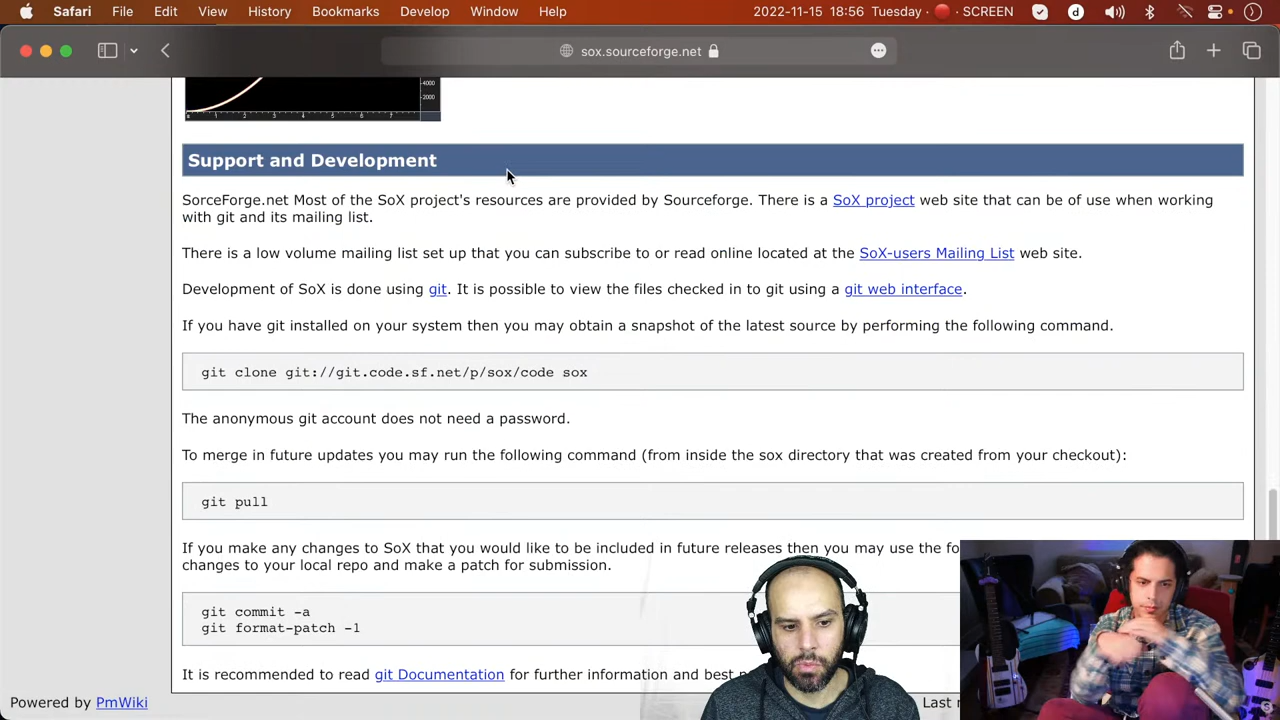 Safari File Edit View History Bookmarks Develop Window Help 2022-11-15 18:56 Tuesday SCREEN
sox.sourceforge.net
4000
2000
1 2 3 4 5 6 7
Support and Development
SorceForge.net Most of the SoX project's resources are provided by Sourceforge. There is a SoX project web site that can be of use when working
with git and its mailing list.
There is a low volume mailing list set up that you can subscribe to or read online located at the SoX-users Mailing List web site.
Development of SoX is done using git. It is possible to view the files checked in to git using a git web interface.
If you have git installed on your system then you may obtain a snapshot of the latest source by performing the following command.
git clone git://git.code.sf.net/p/sox/code sox
The anonymous git account does not need a password.
To merge in future updates you may run the following command (from inside the sox directory that was created from your checkout):
git pull
If you make any changes to SoX that you would like to be included in future releases then you may use the fo
changes to your local repo and make a patch for submission.
git commit -a
git format-patch -1
It is recommended to read git Documentation for further information and best
Powered by PmWiki
Last